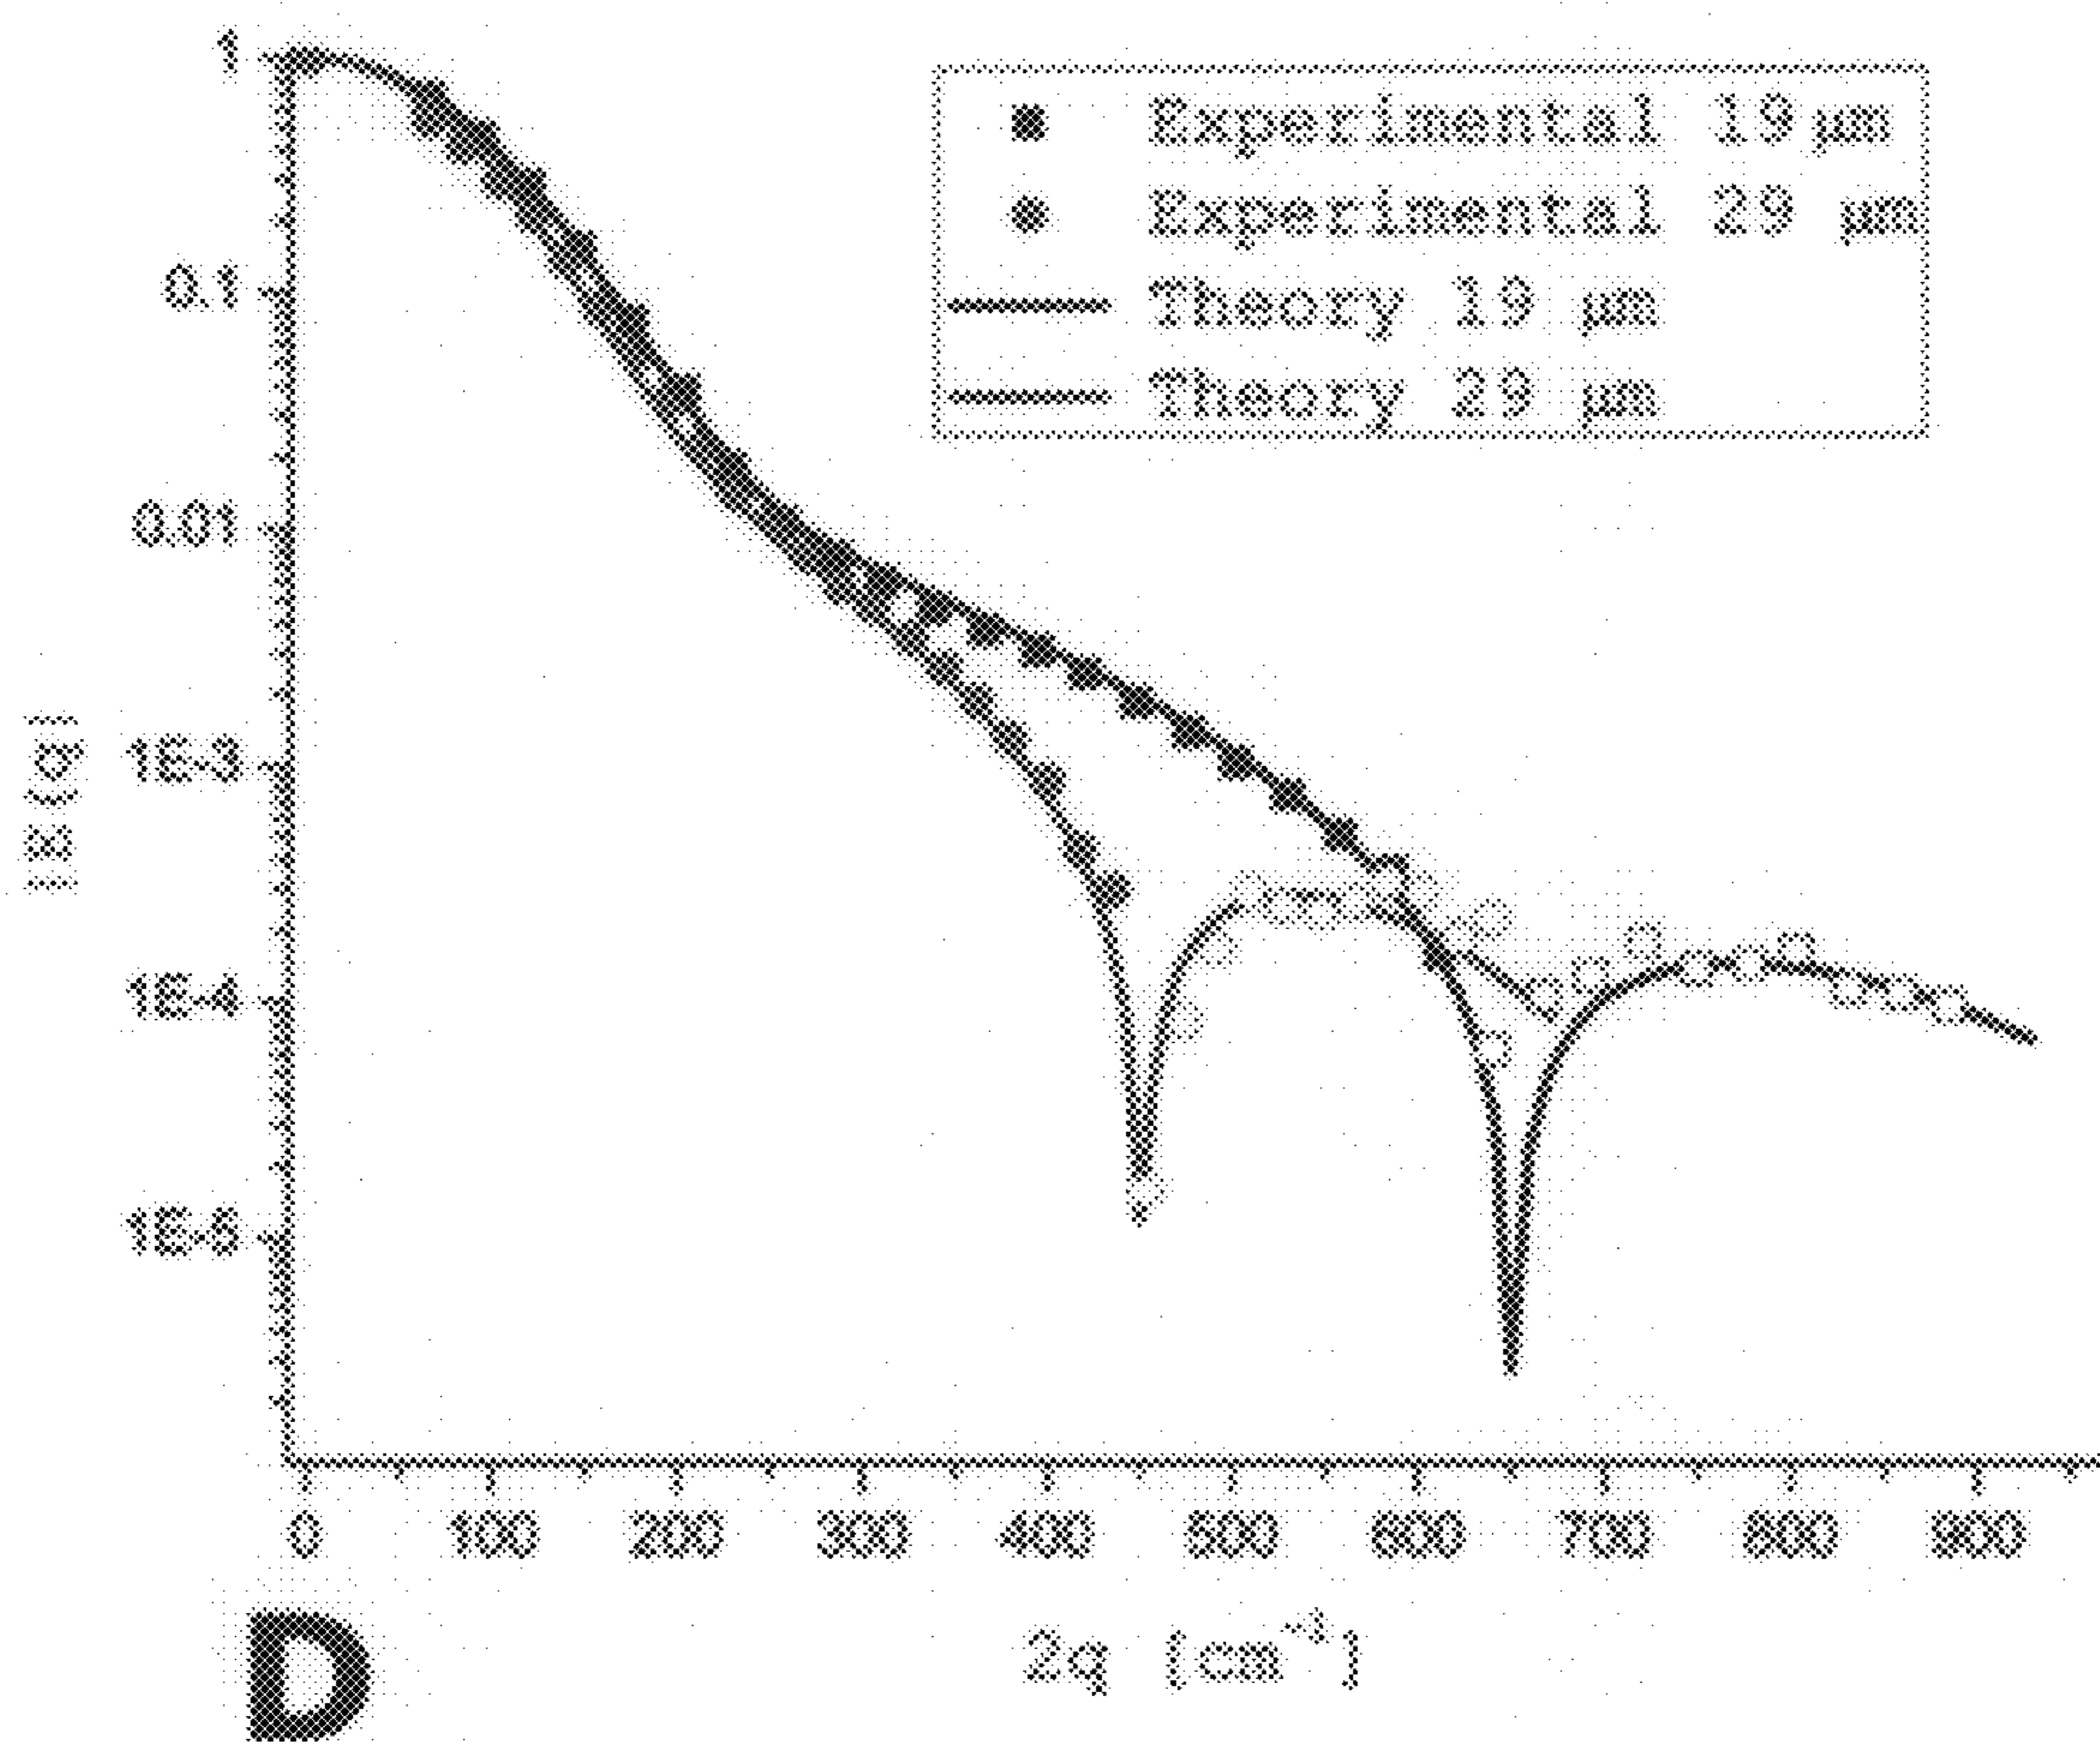 Experimental 19 µm
Experimental 29 µm
Theory 19 µm
Theory 29 µm
1
0.1
0.01
1E-3
1E-4
1E-5
|E(q)|
0 100 200 300 400 500 600 700 800 900
2q [cm⁻¹]
D